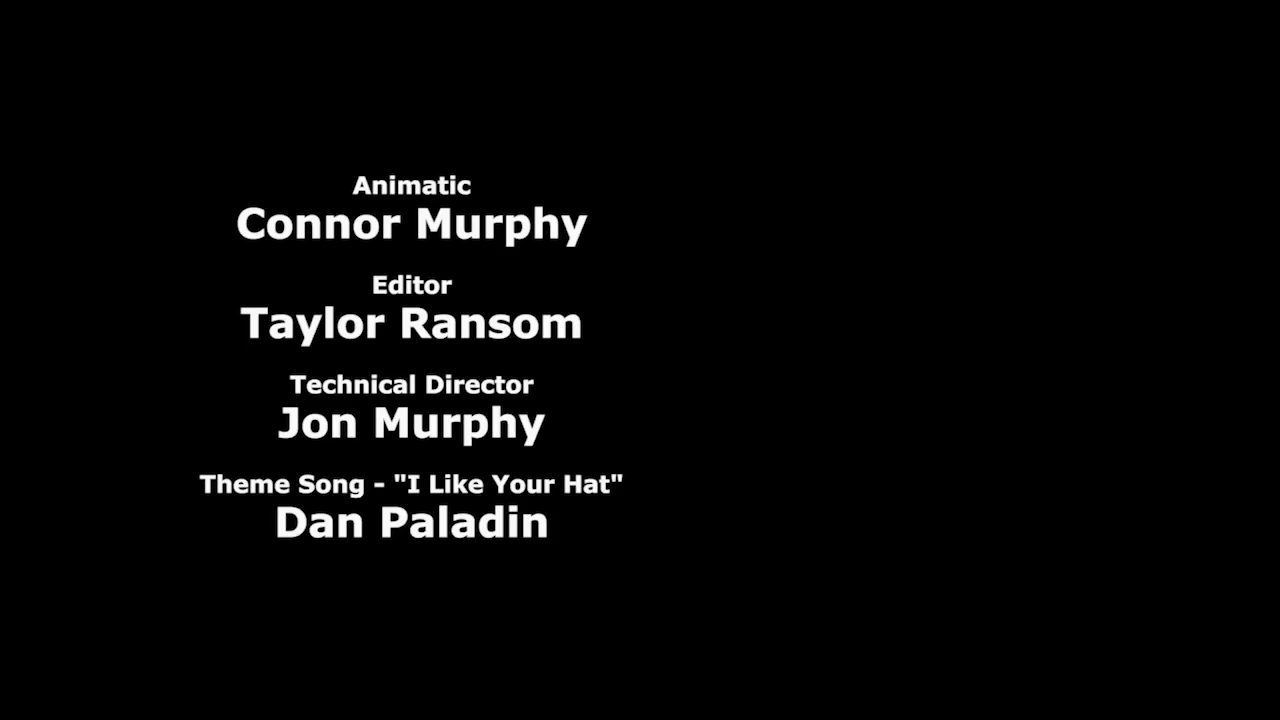 Animatic
Connor Murphy
Editor
Taylor Ransom
Technical Director
Jon Murphy
Theme Song - "I Like Your Hat"
Dan Paladin